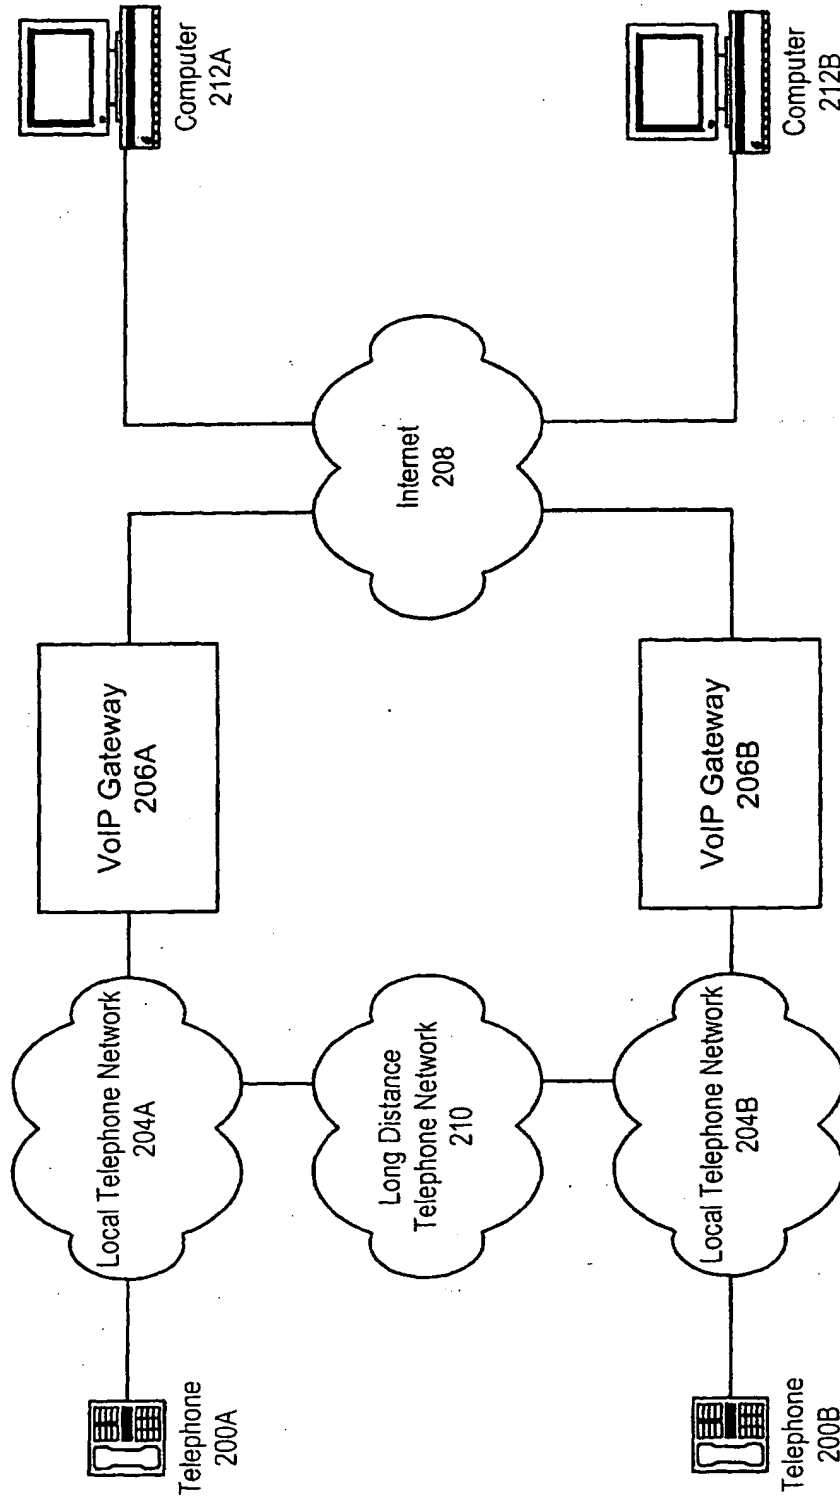 Telephone
200A
Local Telephone Network
204A
VoIP Gateway
206A
Computer
212A
Long Distance
Telephone Network
210
Internet
208
Telephone
200B
Local Telephone Network
204B
VoIP Gateway
206B
Computer
212B